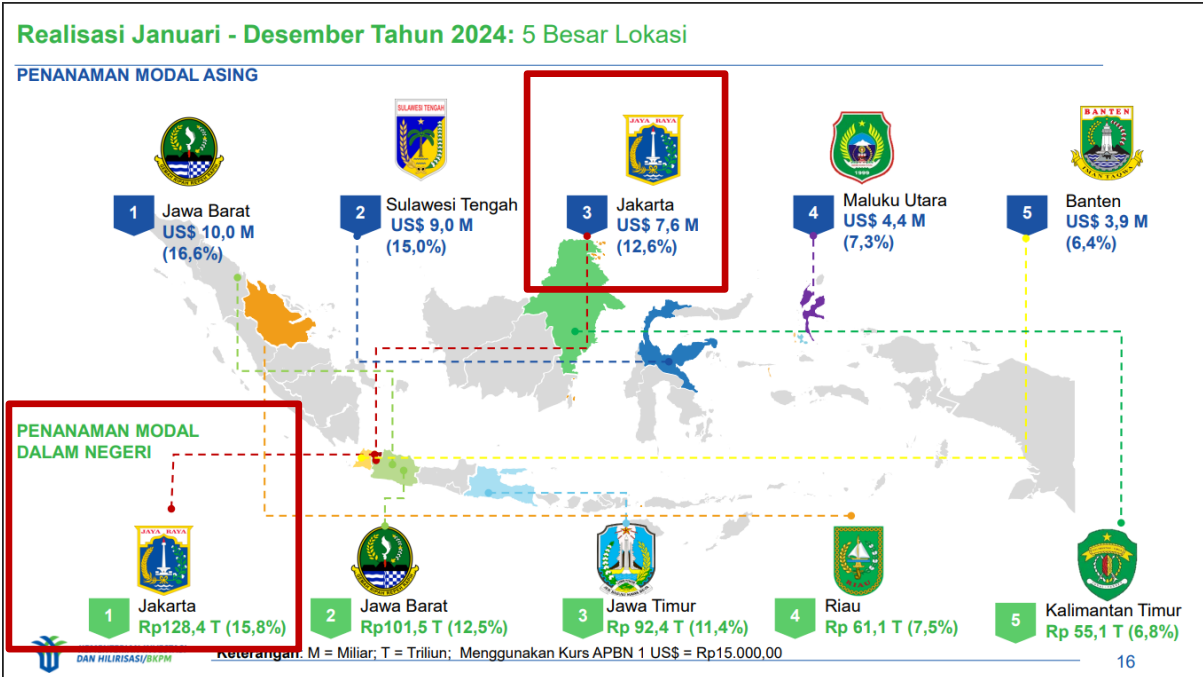 Realisasi Januari - Desember Tahun 2024: 5 Besar Lokasi
PENANAMAN MODAL ASING
SULAWESI TENGAH
JAYA RAYA
BANTEN
1999
IMAN TAQWA
1
Jawa Barat
US$ 10,0 M
(16,6%)
2
Sulawesi Tengah
US$ 9,0 M
(15,0%)
3
Jakarta
US$ 7,6 M
(12,6%)
4
Maluku Utara
US$ 4,4 M
(7,3%)
5
Banten
US$ 3,9 M
(6,4%)
PENANAMAN MODAL
DALAM NEGERI
JAYA RAYA
RIAU
1
Jakarta
Rp128,4 T (15,8%)
2
Jawa Barat
Rp101,5 T (12,5%)
3
Jawa Timur
Rp 92,4 T (11,4%)
4
Riau
Rp 61,1 T (7,5%)
5
Kalimantan Timur
Rp 55,1 T (6,8%)
DAN HILIRISASI/BKPM
Keterangan: M = Miliar; T = Triliun; Menggunakan Kurs APBN 1 US$ = Rp15.000,00
16